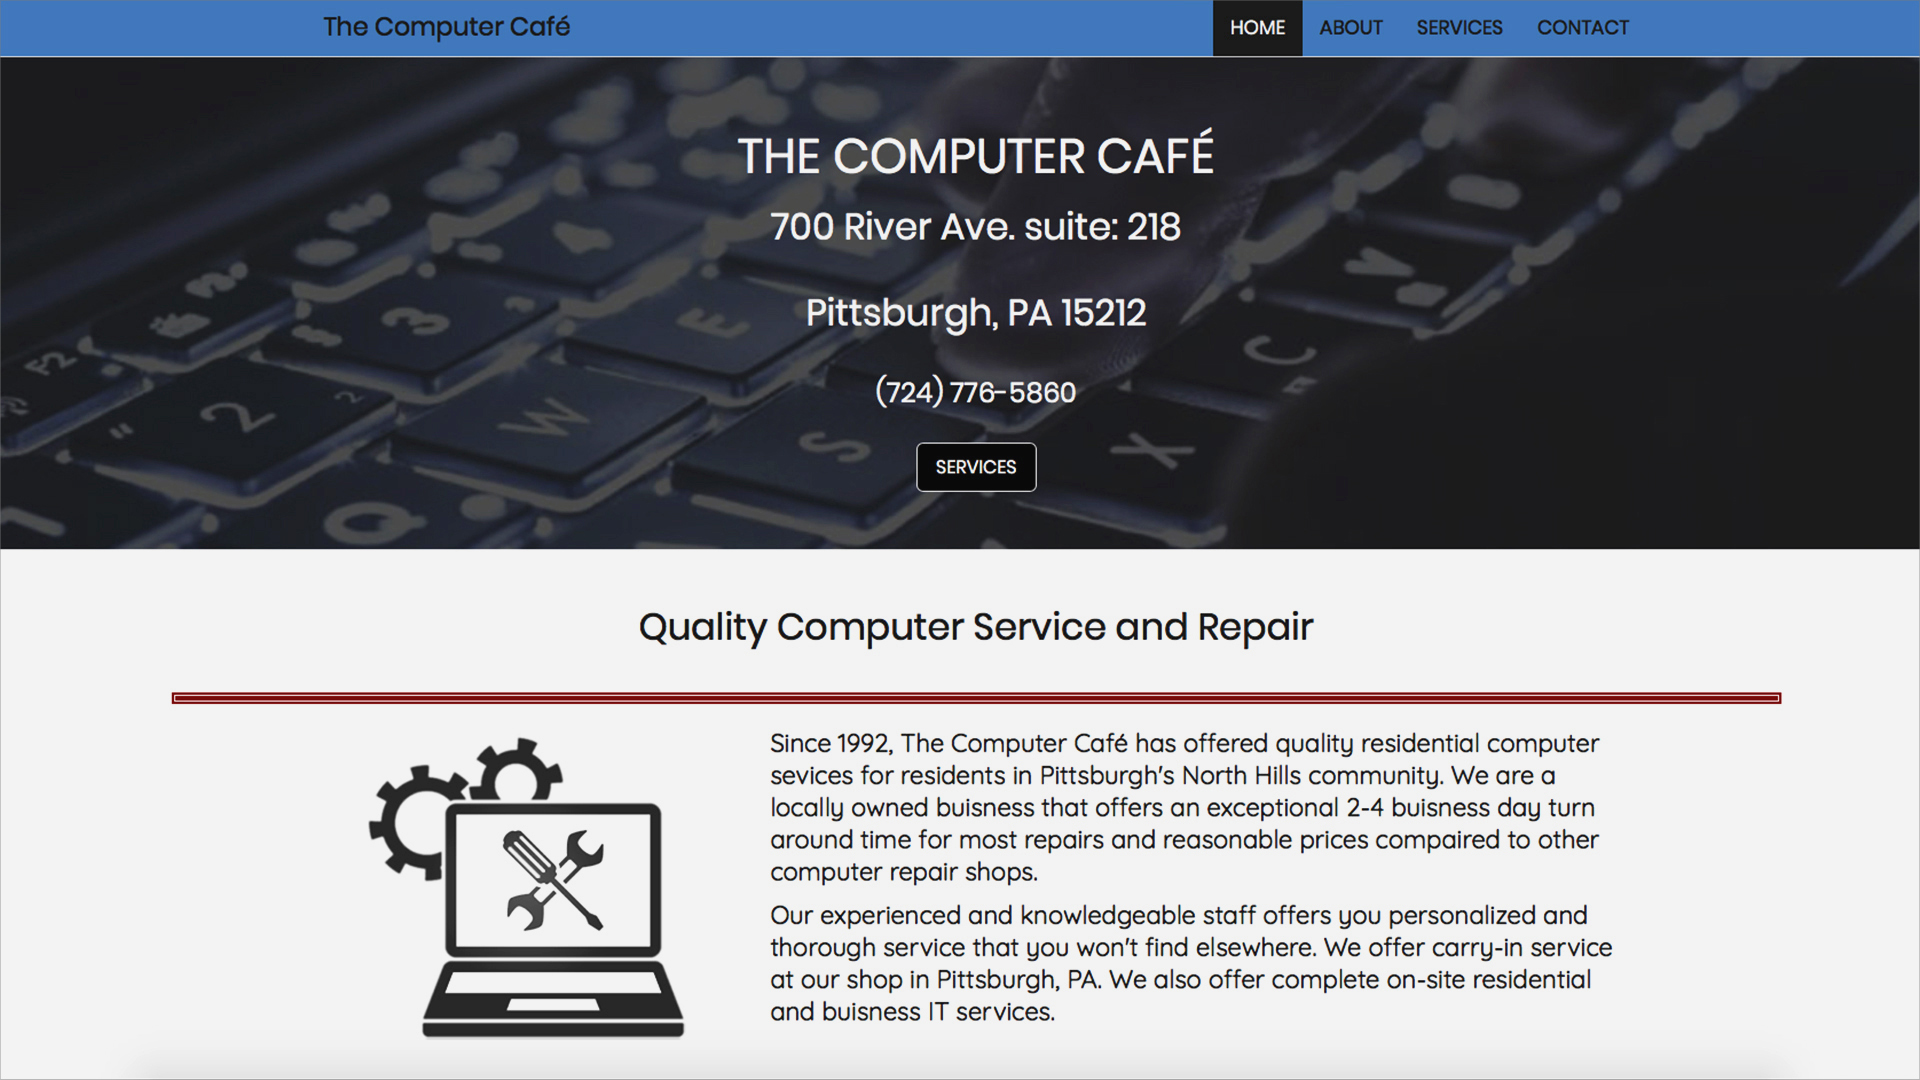 The Computer Café
HOME ABOUT SERVICES CONTACT
THE COMPUTER CAFÉ
700 River Ave. suite: 218
Pittsburgh, PA 15212
(724) 776-5860
SERVICES
F2
3
E
2
2
W
S
X
C
Q
Quality Computer Service and Repair
Since 1992, The Computer Café has offered quality residential computer
sevices for residents in Pittsburgh's North Hills community. We are a
locally owned buisness that offers an exceptional 2-4 buisness day turn
around time for most repairs and reasonable prices compaired to other
computer repair shops.
Our experienced and knowledgeable staff offers you personalized and
thorough service that you won't find elsewhere. We offer carry-in service
at our shop in Pittsburgh, PA. We also offer complete on-site residential
and buisness IT services.